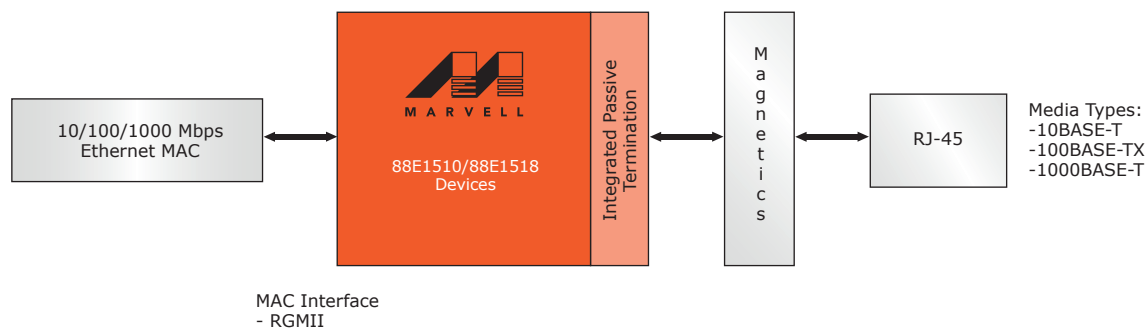 10/100/1000 Mbps
Ethernet MAC
MARVELL
88E1510/88E1518
Devices
Integrated Passive
Termination
Magnetics
RJ-45
Media Types:
-10BASE-T
-100BASE-TX
-1000BASE-T
MAC Interface
- RGMII